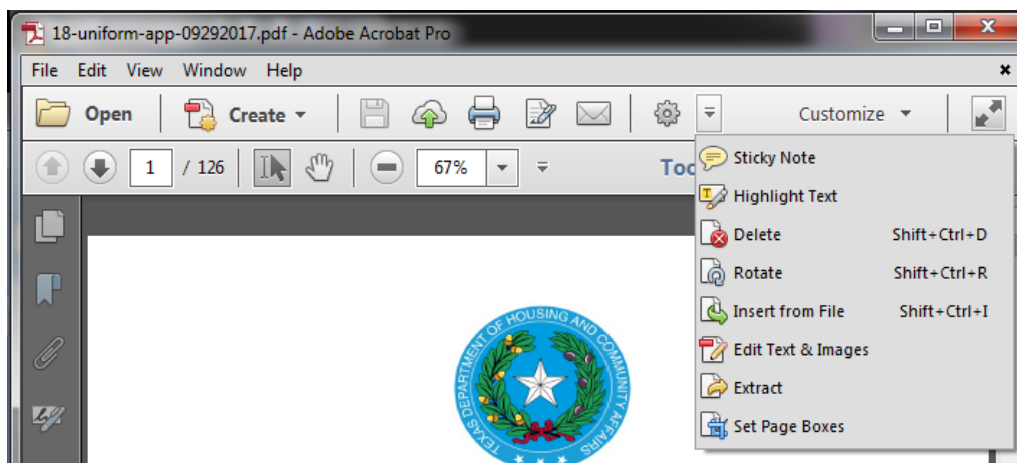 18-uniform-app-09292017.pdf - Adobe Acrobat Pro
File Edit View Window Help
Open Create Customize
1 / 126 67% Too
Sticky Note
Highlight Text
Delete Shift+Ctrl+D
Rotate Shift+Ctrl+R
Insert from File Shift+Ctrl+I
Edit Text & Images
Extract
Set Page Boxes
TEXAS DEPARTMENT OF HOUSING AND COMMUNITY AFFAIRS